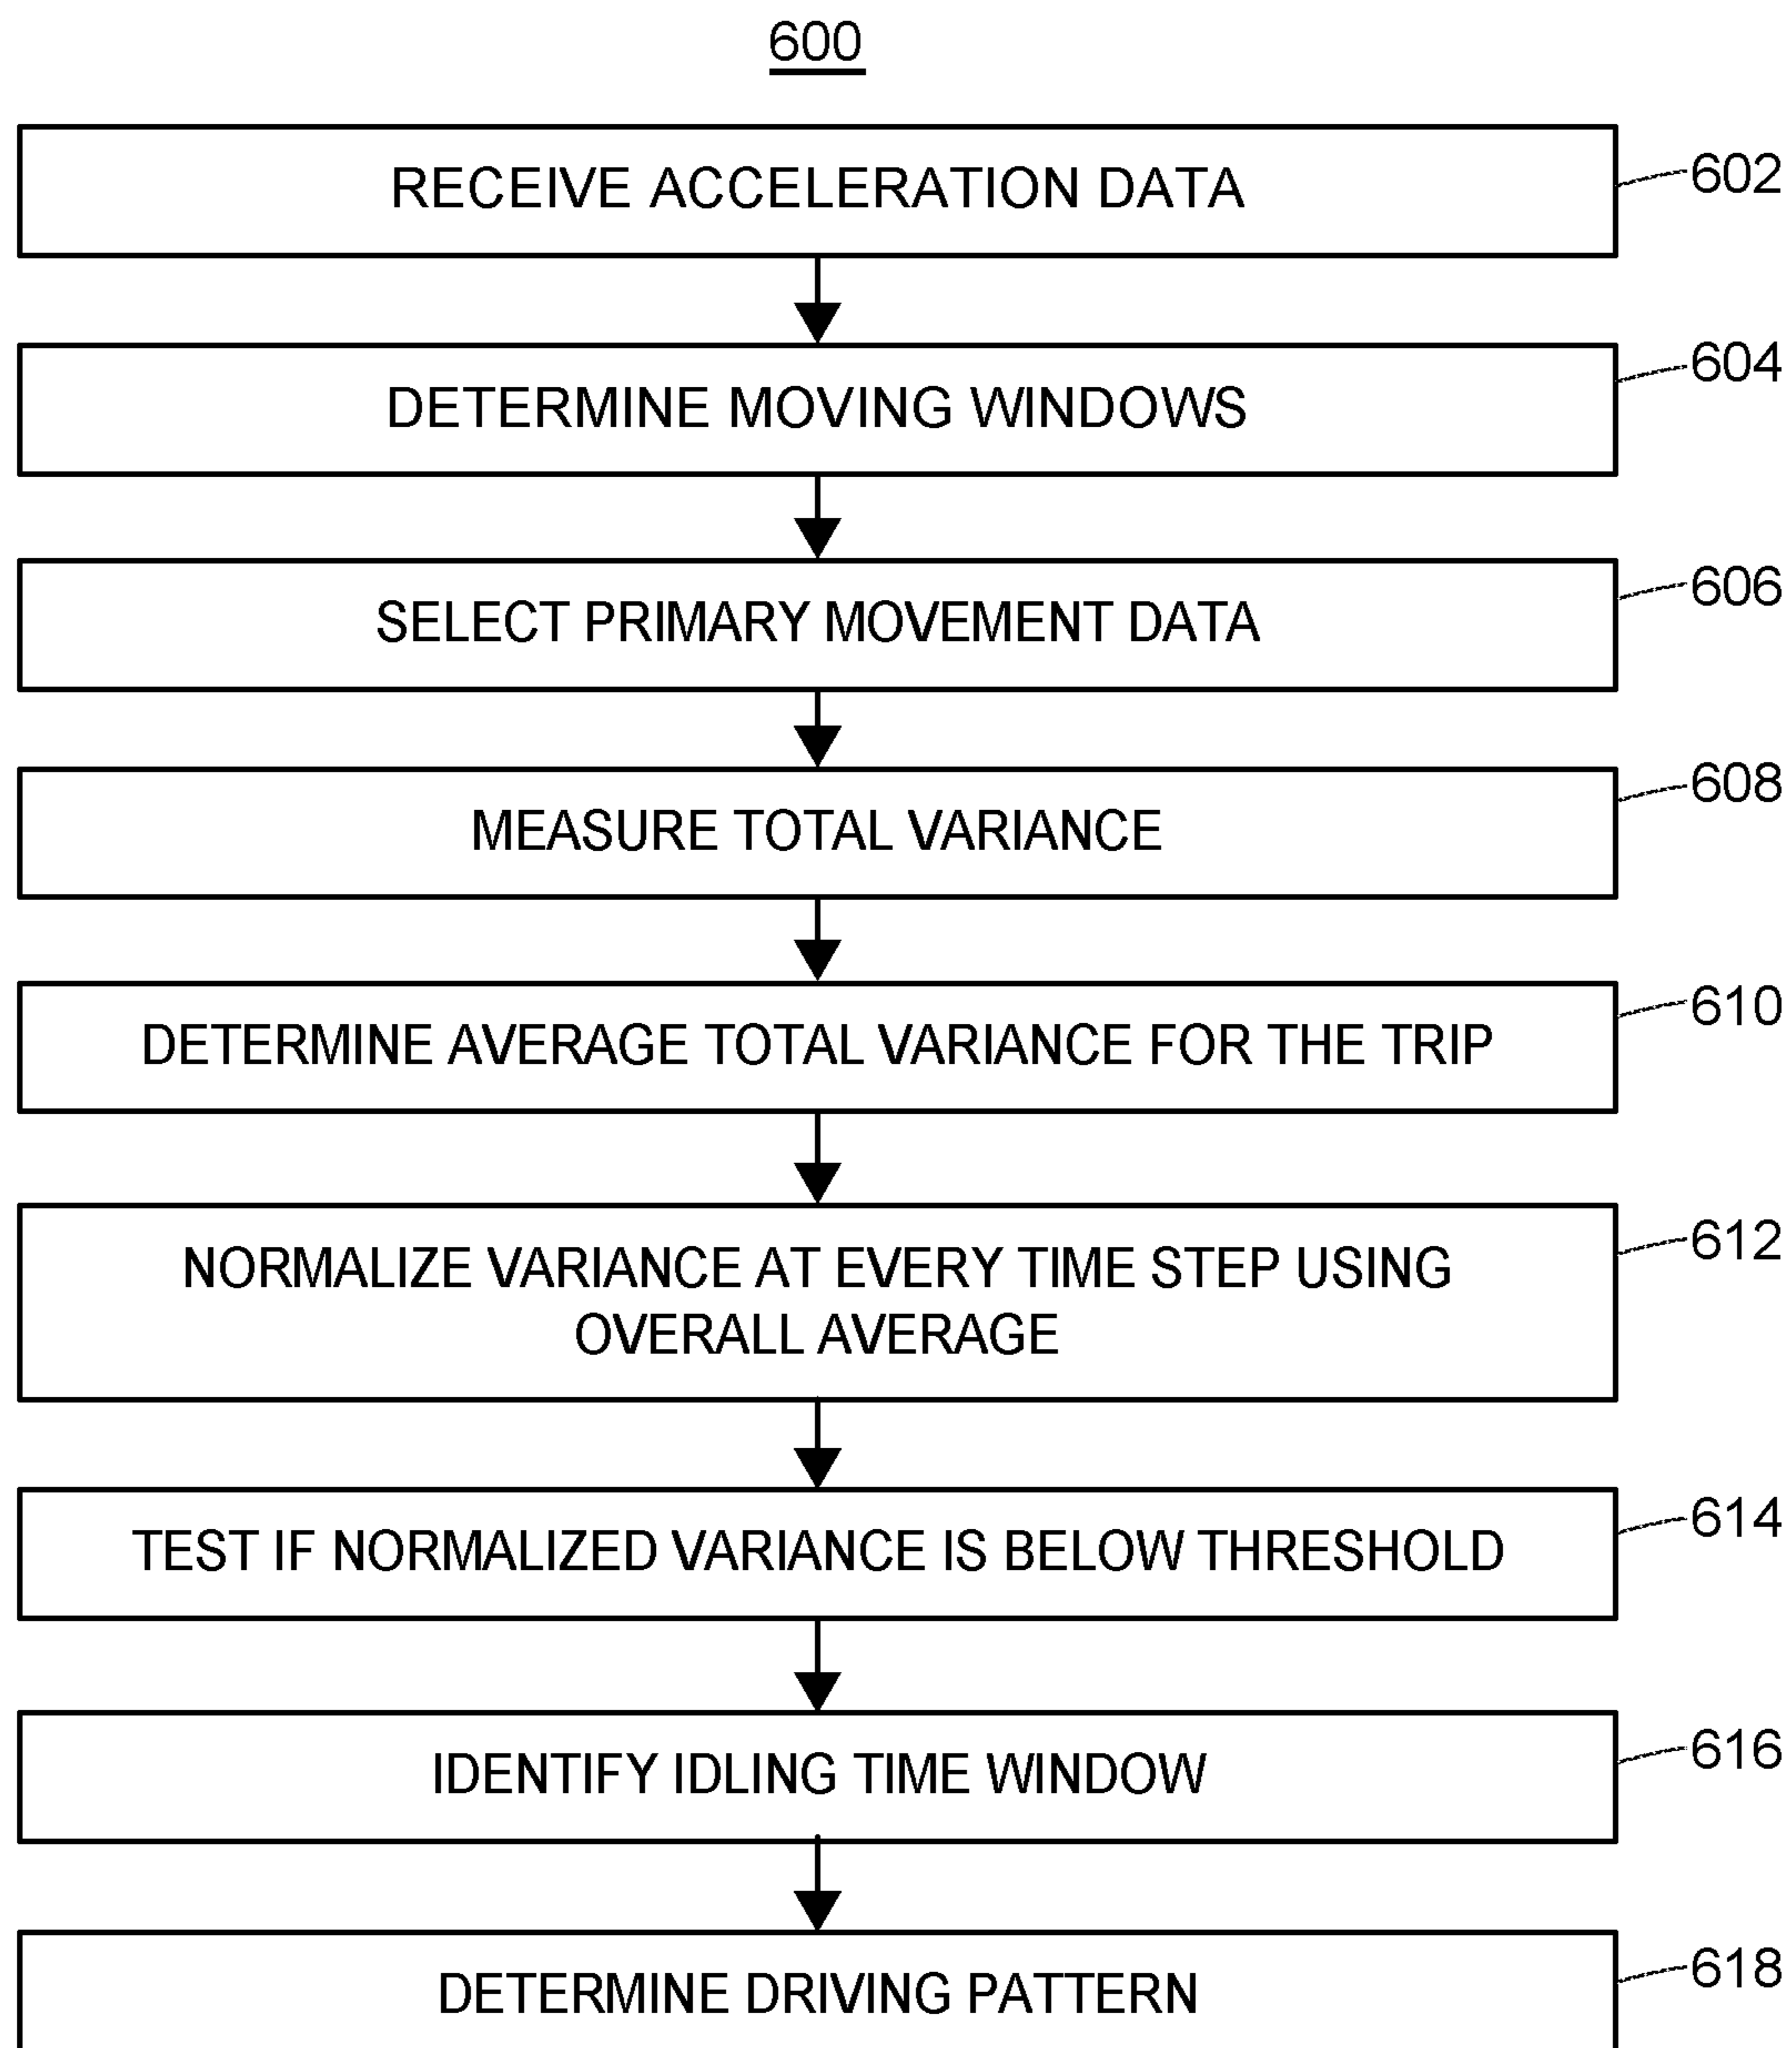 600
RECEIVE ACCELERATION DATA
602
DETERMINE MOVING WINDOWS
604
SELECT PRIMARY MOVEMENT DATA
606
MEASURE TOTAL VARIANCE
608
DETERMINE AVERAGE TOTAL VARIANCE FOR THE TRIP
610
NORMALIZE VARIANCE AT EVERY TIME STEP USING
OVERALL AVERAGE
612
TEST IF NORMALIZED VARIANCE IS BELOW THRESHOLD
614
IDENTIFY IDLING TIME WINDOW
616
DETERMINE DRIVING PATTERN
618